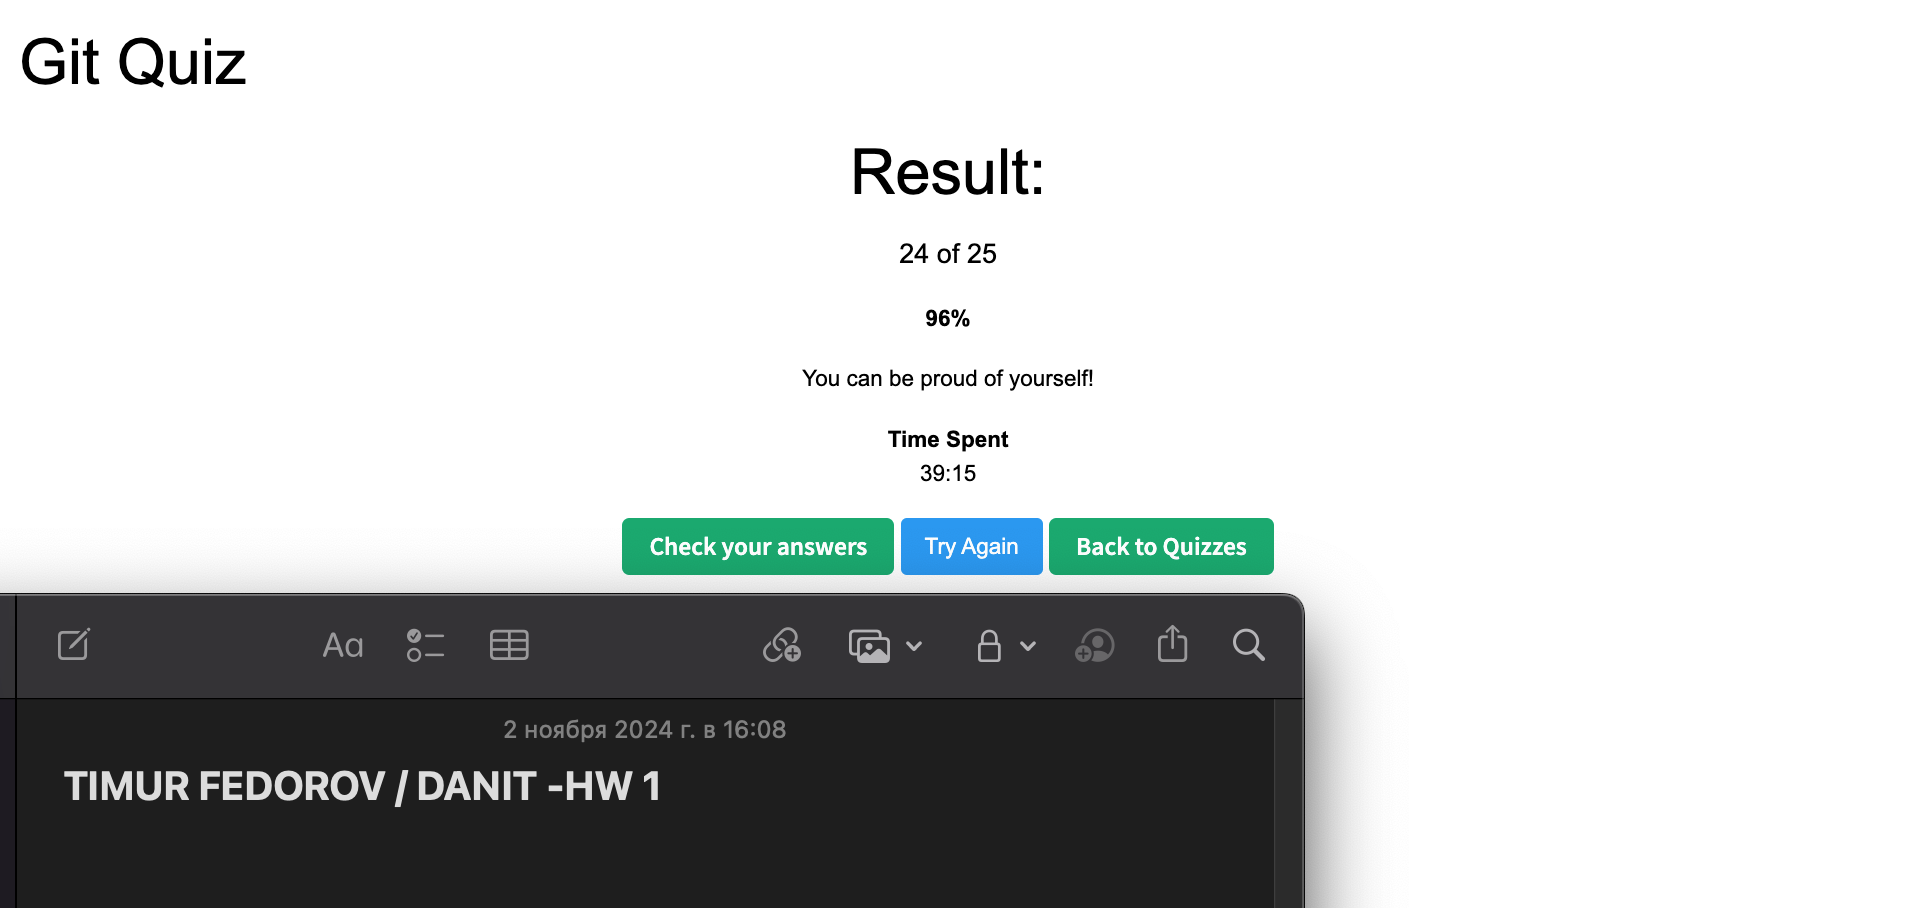 Git Quiz
Result:
24 of 25
96%
You can be proud of yourself!
Time Spent
39:15
Check your answers
Try Again
Back to Quizzes
Aa
2 ноября 2024 г. в 16:08
TIMUR FEDOROV / DANIT -HW 1